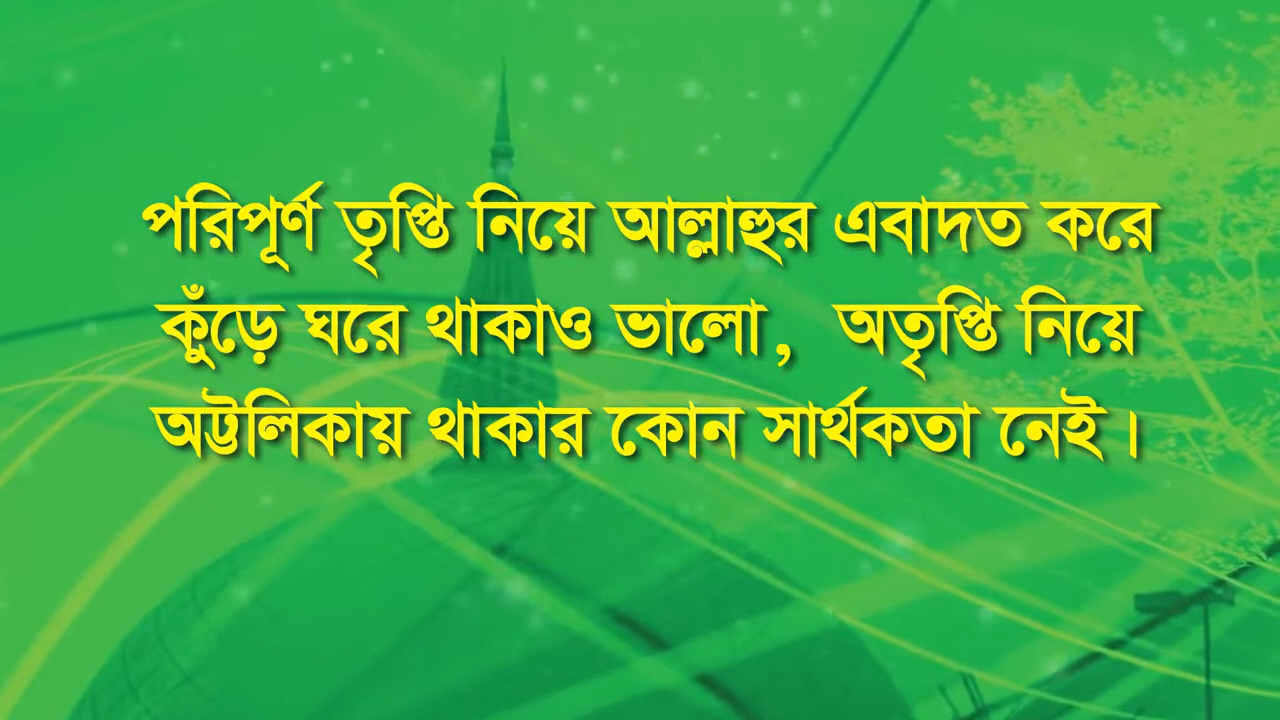 পরিপূর্ণ তৃপ্তি নিয়ে আল্লাহুর এবাদত করে
কুঁড়ে ঘরে থাকাও ভালো, অতৃপ্তি নিয়ে
অট্টলিকায় থাকার কোন সার্থকতা নেই।